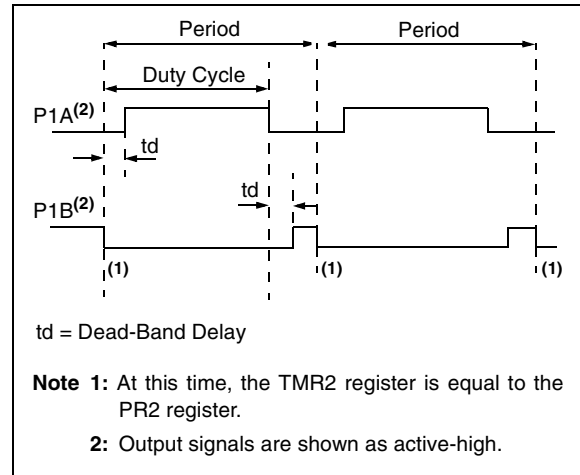 Period Period
Duty Cycle
P1A(2)
td
td
P1B(2)
(1) (1) (1)
td = Dead-Band Delay
Note 1: At this time, the TMR2 register is equal to the
PR2 register.
2: Output signals are shown as active-high.